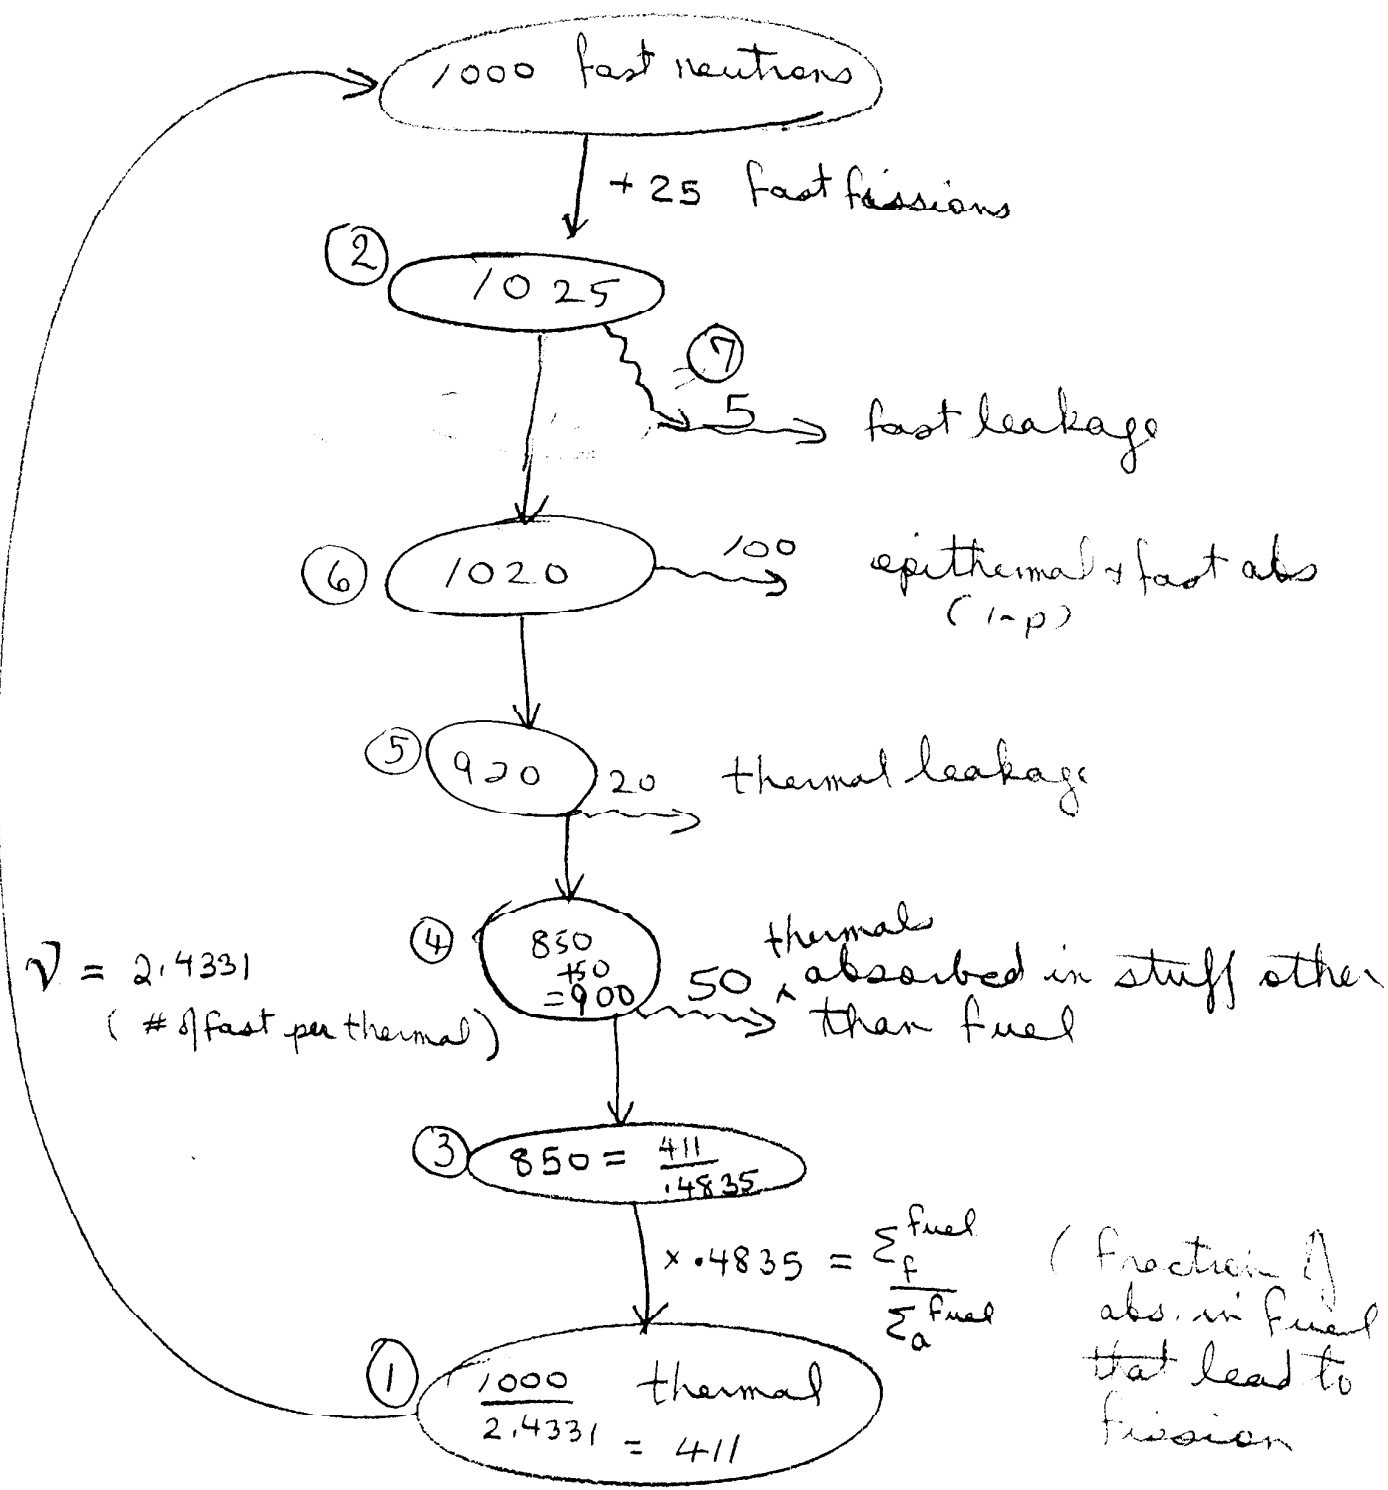 1000 fast neutrons
+ 25 fast fissions
2
1025
7
5
fast leakage
6
1020
100
epithermal & fast abs
(1-p)
5
920
20
thermal leakage
4
850
+50
=900
50
thermals
absorbed in stuff other
than fuel
ν = 2.4331
( # of fast per thermal)
3
850 = 411
.4835
x .4835 = Σf fuel
Σa fuel
( Fraction of
abs. in fuel
that lead to
fission
1
1000 thermal
2.4331 = 411